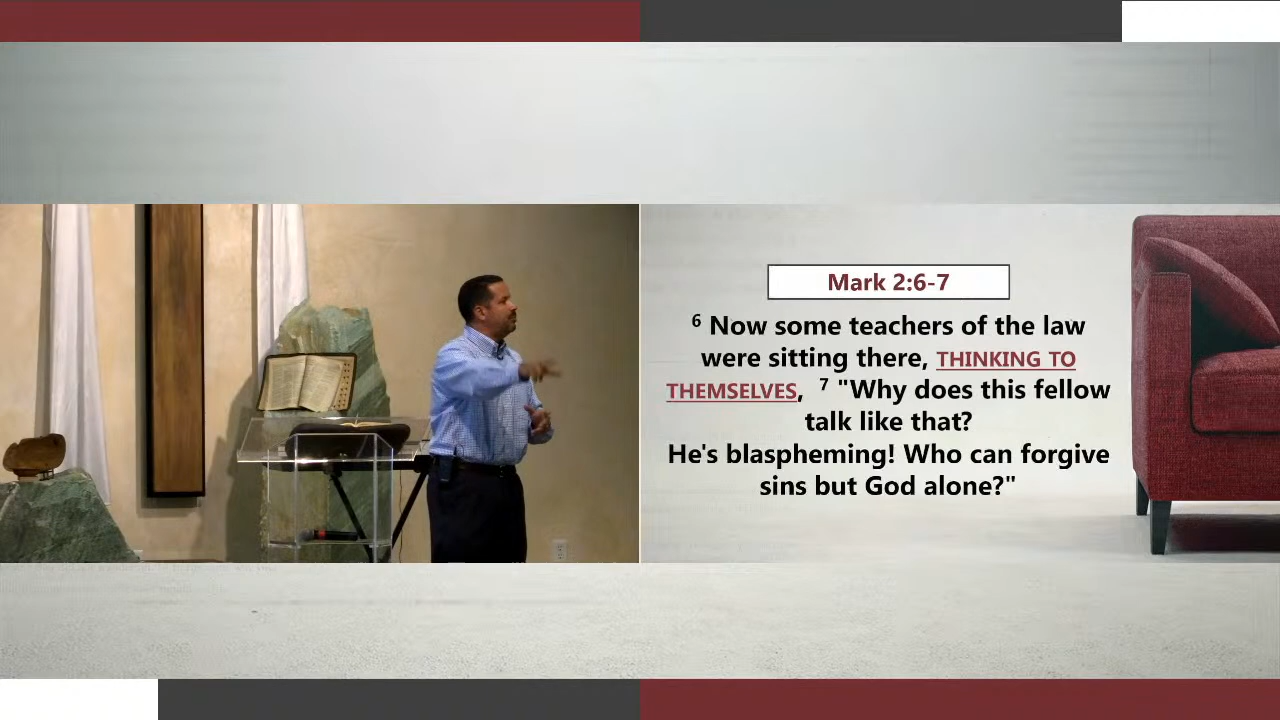 Mark 2:6-7
6 Now some teachers of the law
were sitting there, THINKING TO
THEMSELVES, 7 "Why does this fellow
talk like that?
He's blaspheming! Who can forgive
sins but God alone?"